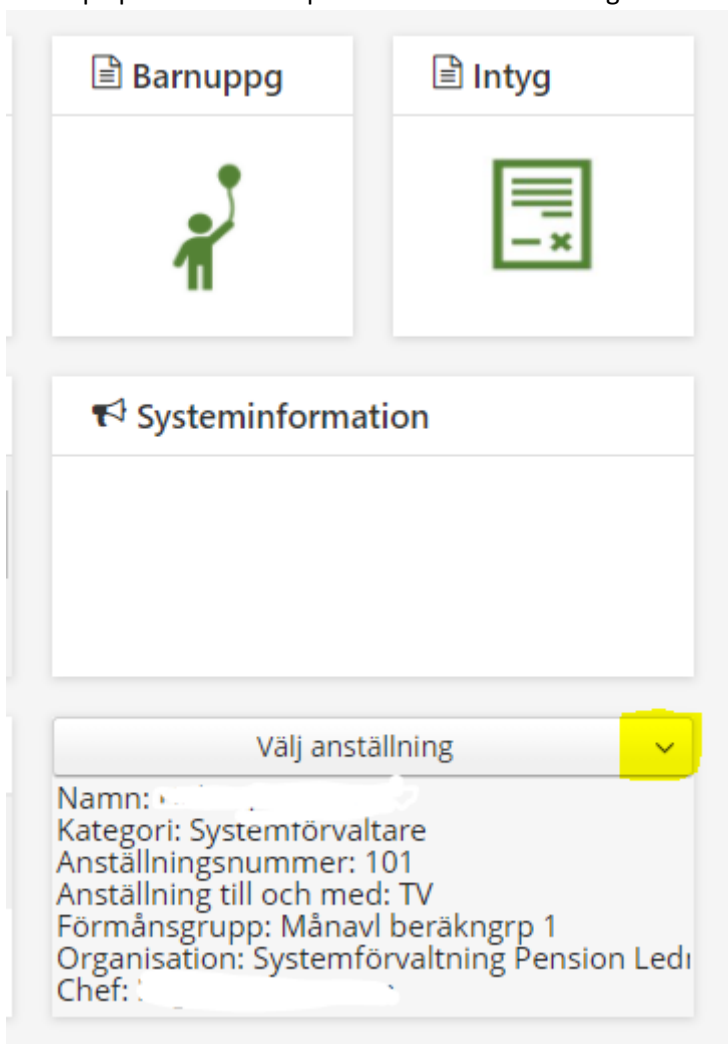 Barnuppg
Intyg
Systeminformation
Välj anställning
Namn:
Kategori: Systemförvaltare
Anställningsnummer: 101
Anställning till och med: TV
Förmånsgrupp: Månavl beräkngrp 1
Organisation: Systemförvaltning Pension
Chef: